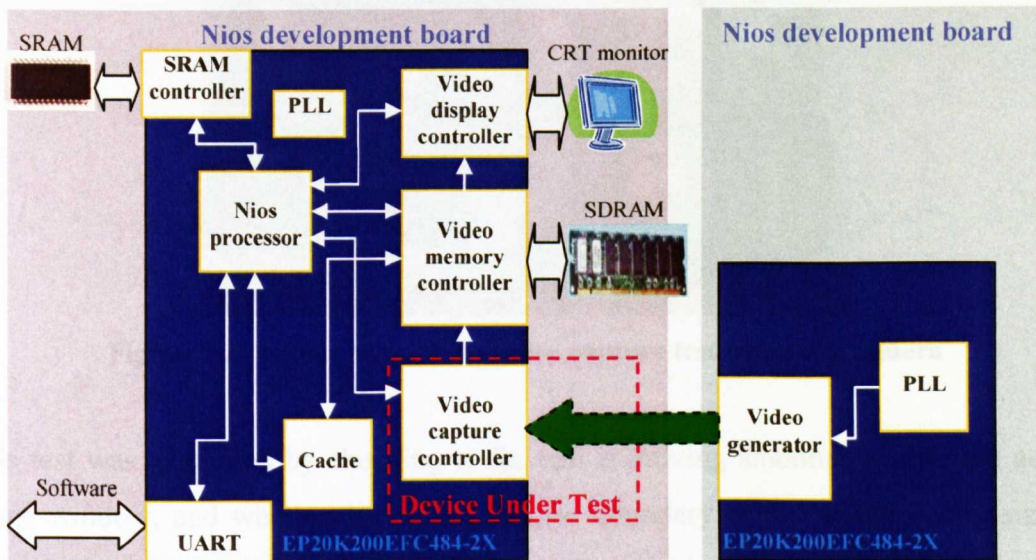 Nios development board
Nios development board
SRAM
SRAM
controller
PLL
Video
display
controller
CRT monitor
Nios
processor
Video
memory
controller
SDRAM
Video
capture
controller
Cache
Video
generator
PLL
Software
UART
Device Under Test
EP20K200EFC484-2X
EP20K200EFC484-2X